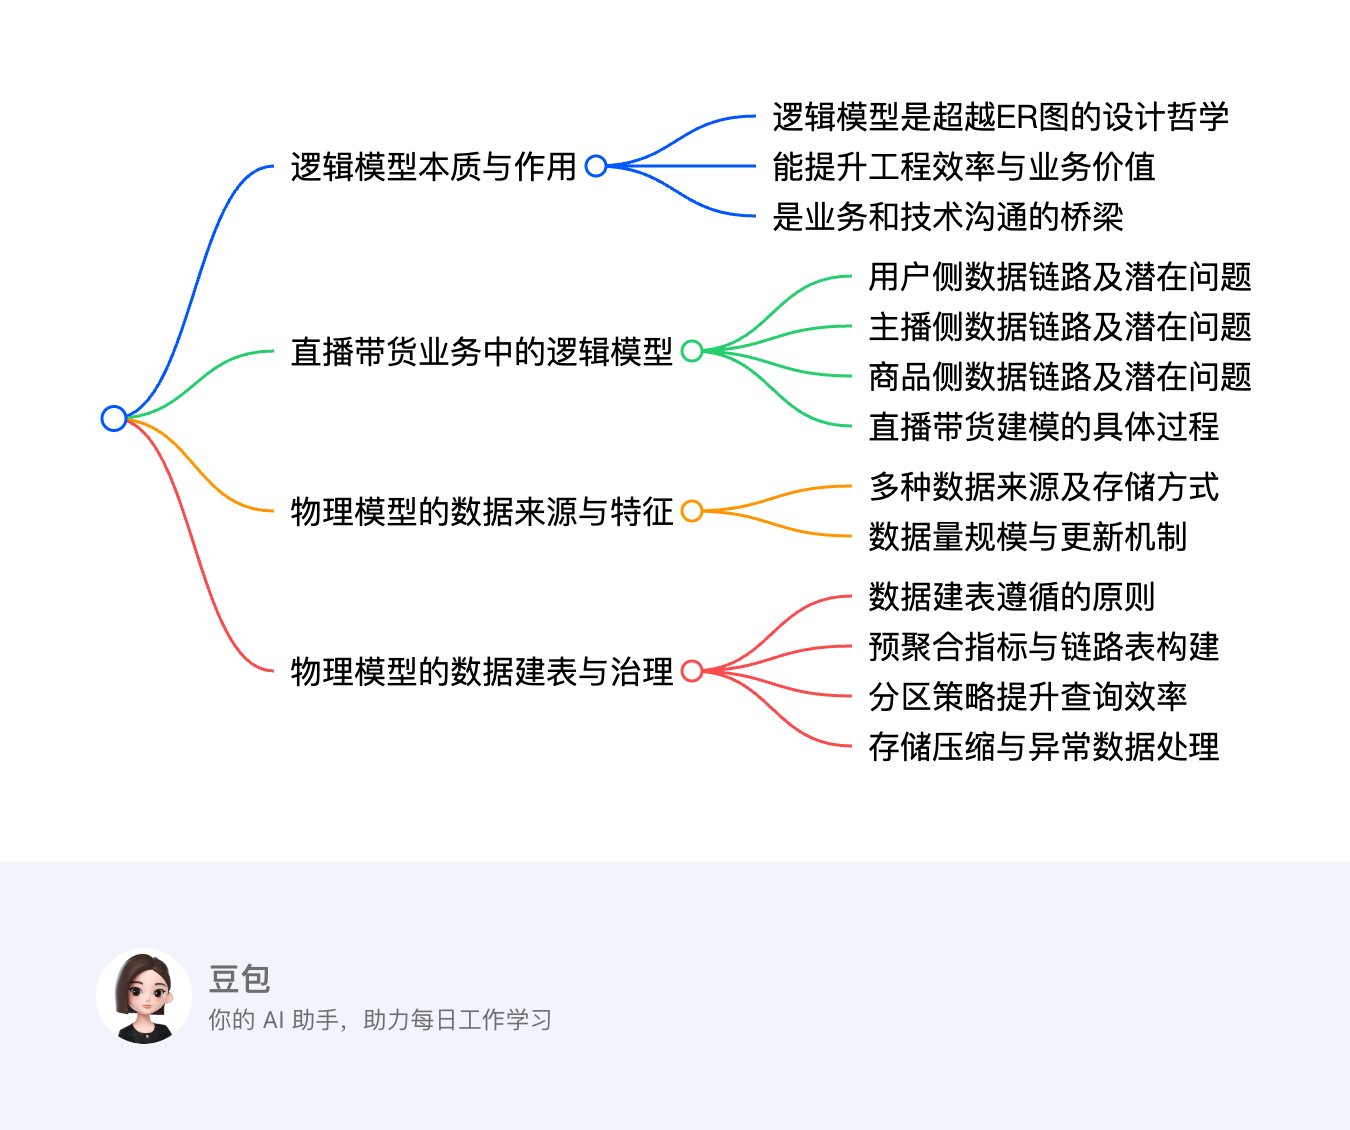 逻辑模型本质与作用
逻辑模型是超越ER图的设计哲学
能提升工程效率与业务价值
是业务和技术沟通的桥梁
直播带货业务中的逻辑模型
用户侧数据链路及潜在问题
主播侧数据链路及潜在问题
商品侧数据链路及潜在问题
直播带货建模的具体过程
物理模型的数据来源与特征
多种数据来源及存储方式
数据量规模与更新机制
物理模型的数据建表与治理
数据建表遵循的原则
预聚合指标与链路表构建
分区策略提升查询效率
存储压缩与异常数据处理
豆包
你的 AI 助手，助力每日工作学习